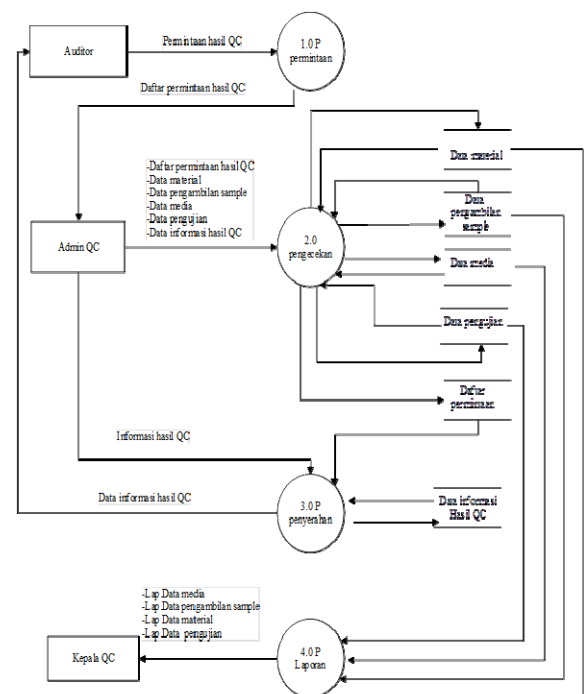 Auditor
Permintaan hasil QC
1.0 P
permintaan
Daftar permintaan hasil QC
Data material
-Daftar permintaan hasil QC
-Data material
-Data pengambilan sample
-Data media
-Data pengujian
-Data informasi hasil QC
Data
pengambilan
sample
Admin QC
2.0
pengecekan
Data media
Data pengujian
Daftar
permintaan
Informasi hasil QC
Data informasi hasil QC
3.0 P
penyerahan
Data informasi
Hasil QC
-Lap.Data media
-Lap.Data pengambilan sample
-Lap.Data material
-Lap.Data pengujian
Kepala QC
4.0 P
Laporan